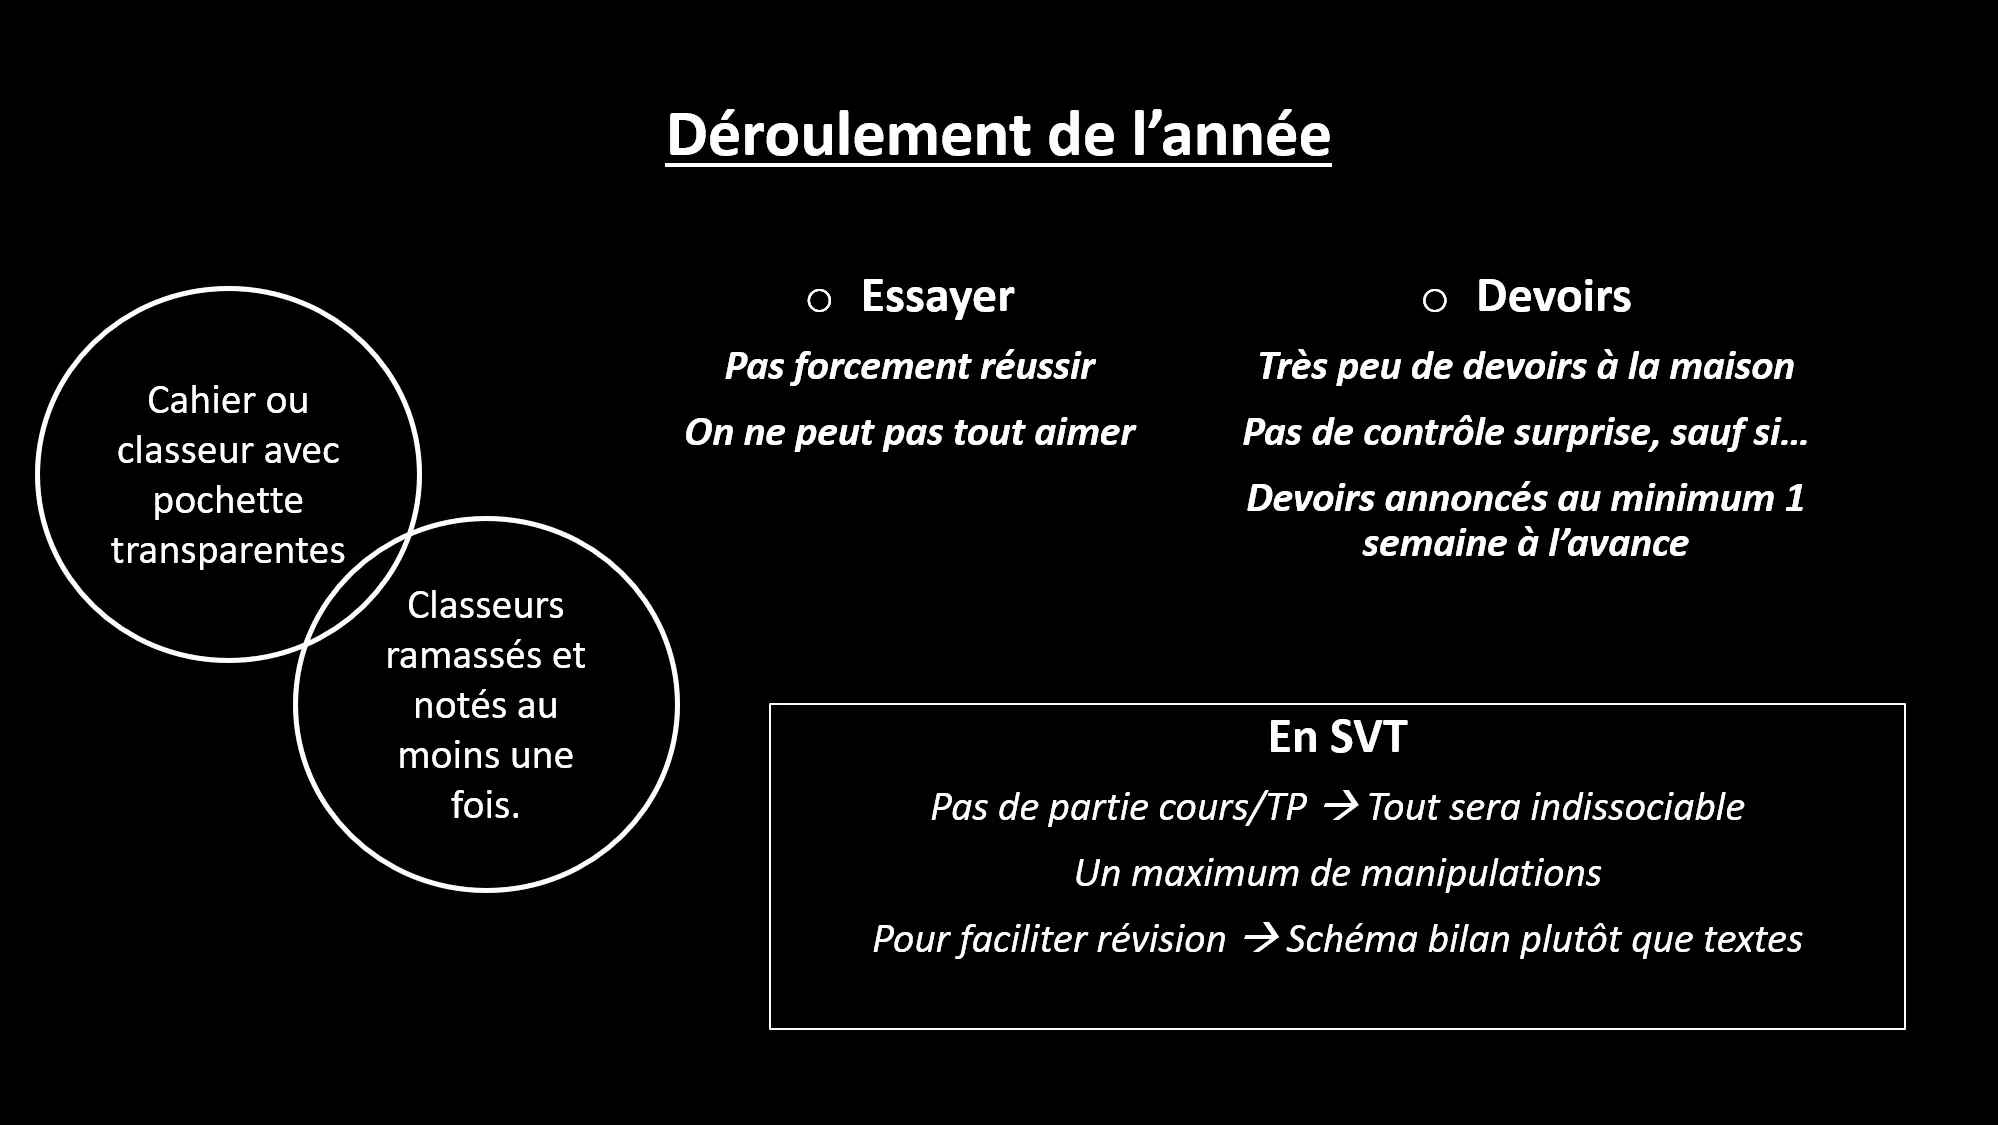 Déroulement de l’année
Cahier ou
classeur avec
pochette
transparentes
Classeurs
ramassés et
notés au
moins une
fois.
o Essayer
Pas forcement réussir
On ne peut pas tout aimer
o Devoirs
Très peu de devoirs à la maison
Pas de contrôle surprise, sauf si...
Devoirs annoncés au minimum 1
semaine à l’avance
En SVT
Pas de partie cours/TP → Tout sera indissociable
Un maximum de manipulations
Pour faciliter révision → Schéma bilan plutôt que textes